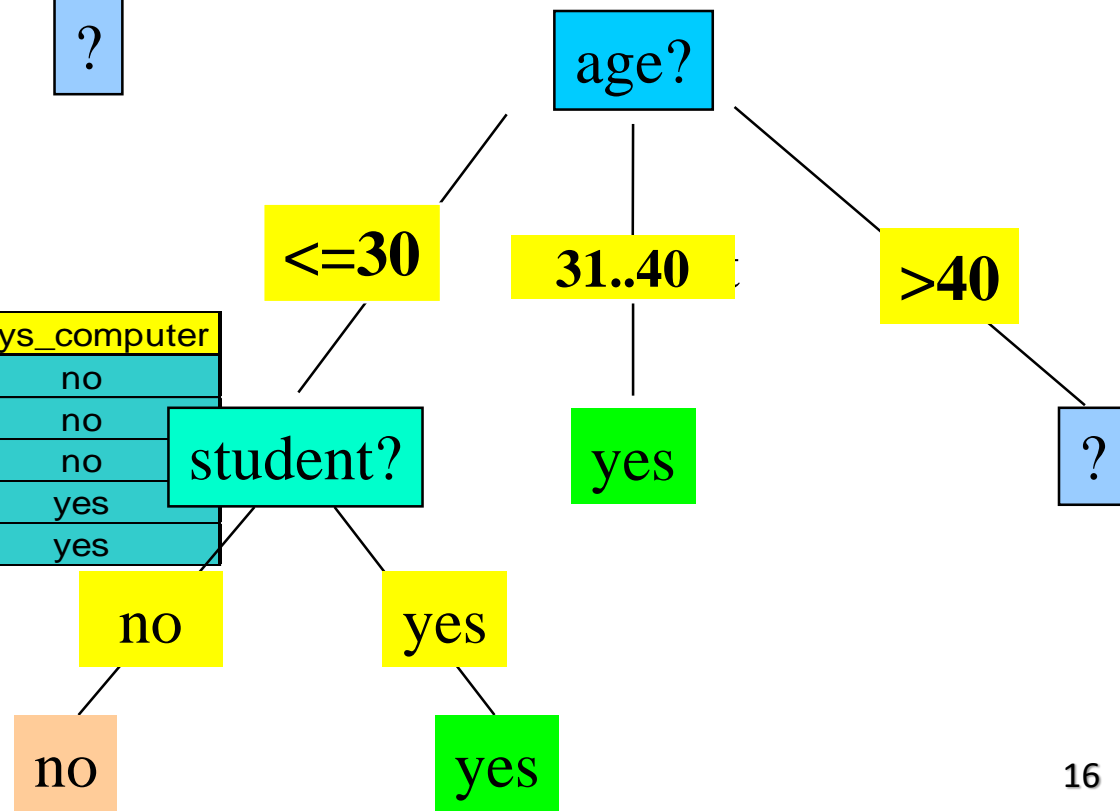 ?
age?
<=30
31..40
>40
ys_computer
no
no
no
yes
yes
student?
yes
?
no
yes
no
yes
16